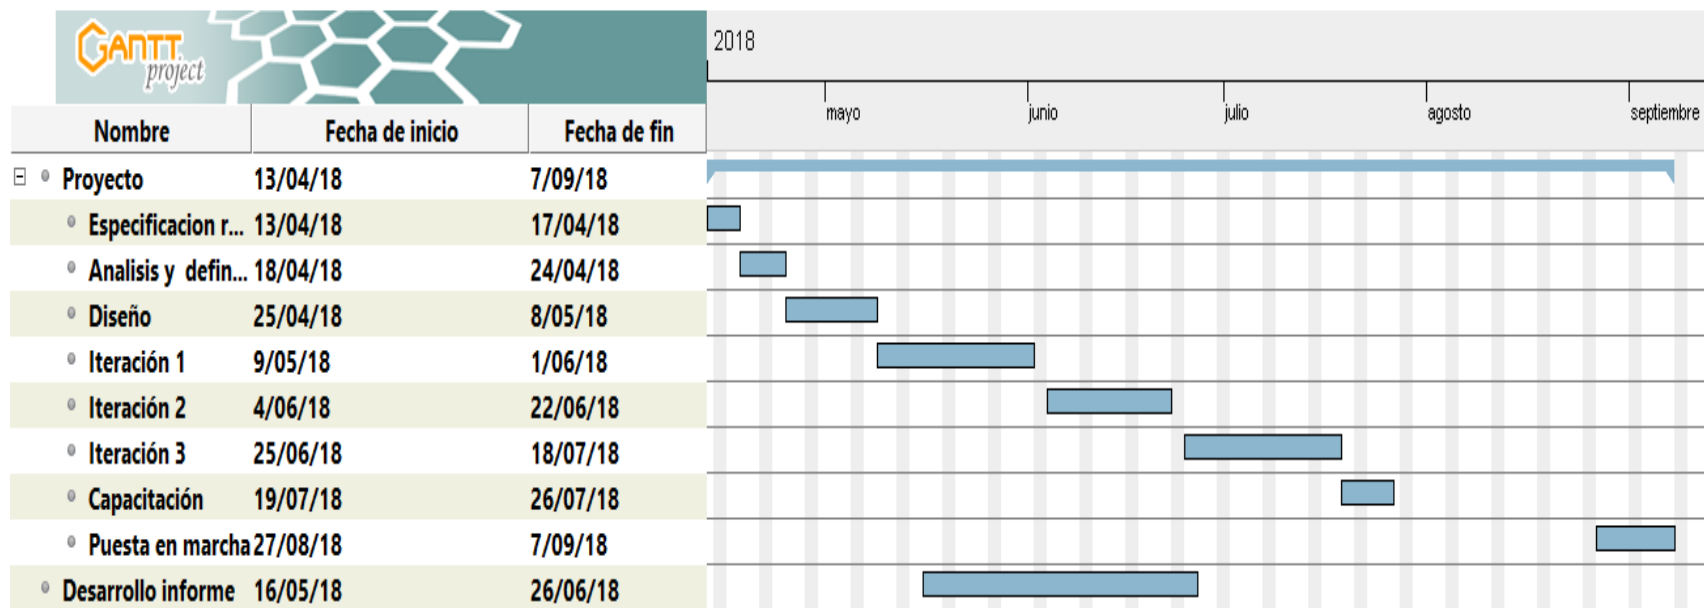 GANTT
project
2018
mayo junio julio agosto septiembre
Nombre Fecha de inicio Fecha de fin
Proyecto 13/04/18 7/09/18
Especificacion r... 13/04/18 17/04/18
Analisis y defin... 18/04/18 24/04/18
Diseño 25/04/18 8/05/18
Iteración 1 9/05/18 1/06/18
Iteración 2 4/06/18 22/06/18
Iteración 3 25/06/18 18/07/18
Capacitación 19/07/18 26/07/18
Puesta en marcha 27/08/18 7/09/18
Desarrollo informe 16/05/18 26/06/18